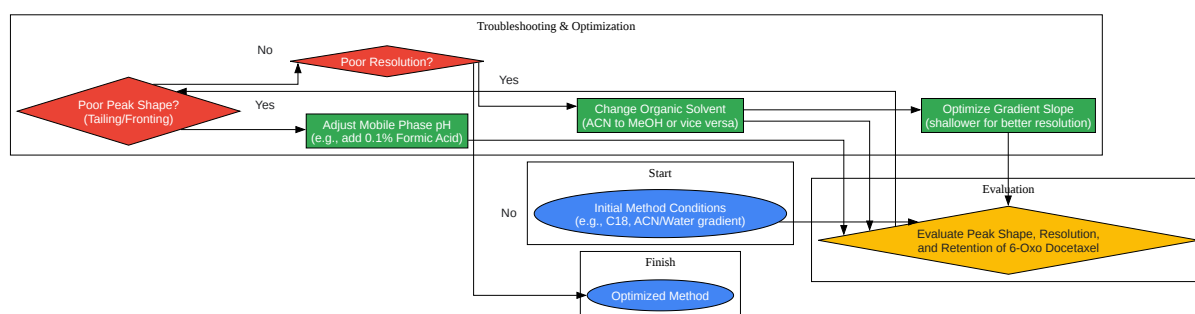 Troubleshooting & Optimization
No
Poor Resolution?
Yes
Poor Peak Shape?
(Tailing/Fronting)
Yes
Adjust Mobile Phase pH
(e.g., add 0.1% Formic Acid)
Change Organic Solvent
(ACN to MeOH or vice versa)
Optimize Gradient Slope
(shallower for better resolution)
Start
No
Initial Method Conditions
(e.g., C18, ACN/Water gradient)
Evaluation
Evaluate Peak Shape, Resolution,
and Retention of 6-Oxo Docetaxel
Finish
Optimized Method